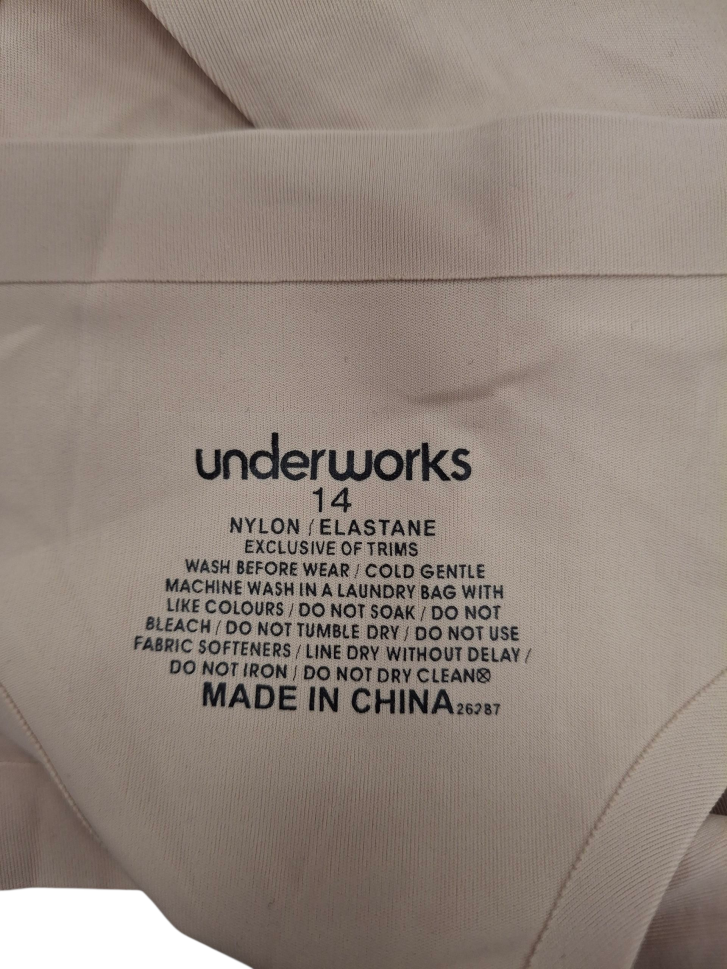 underworks
14
NYLON / ELASTANE
EXCLUSIVE OF TRIMS
WASH BEFORE WEAR / COLD GENTLE
MACHINE WASH IN A LAUNDRY BAG WITH
LIKE COLOURS / DO NOT SOAK / DO NOT
BLEACH / DO NOT TUMBLE DRY / DO NOT USE
FABRIC SOFTENERS / LINE DRY WITHOUT DELAY /
DO NOT IRON / DO NOT DRY CLEAN
MADE IN CHINA 26287